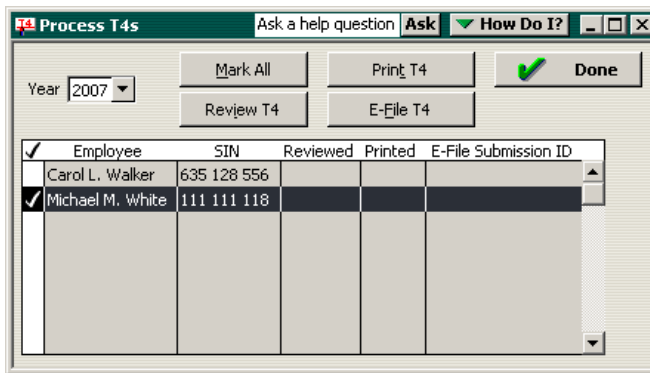 T4 Process T4s Ask a help question Ask How Do I?
Mark All Print T4 Done
Year 2007
Review T4 E-File T4
Employee SIN Reviewed Printed E-File Submission ID
Carol L. Walker 635 128 556
Michael M. White 111 111 118